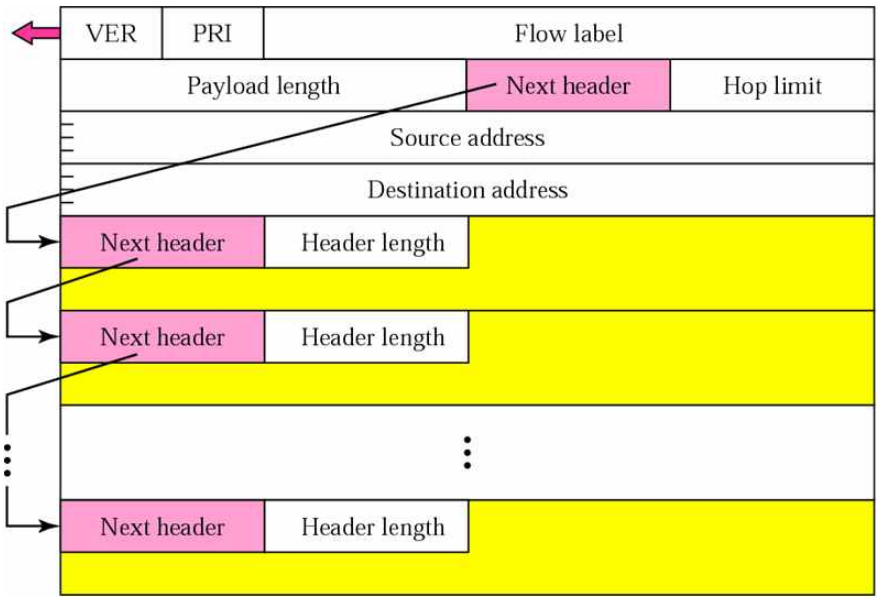 VER PRI Flow label
Payload length Next header Hop limit
Source address
Destination address
Next header Header length
Next header Header length
Next header Header length